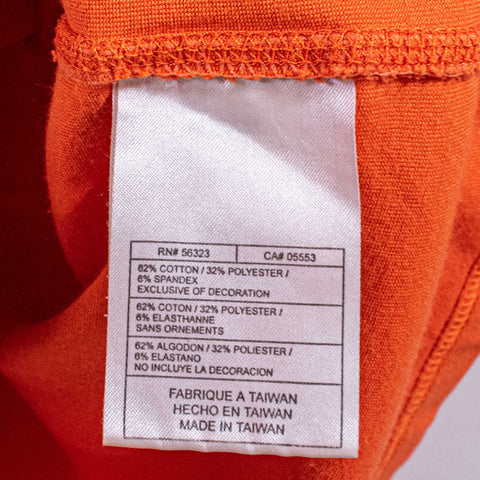 RN# 56323 CA# 05553
62% COTTON / 32% POLYESTER /
6% SPANDEX
EXCLUSIVE OF DECORATION
62% COTON / 32% POLYESTER /
6% ELASTHANNE
SANS ORNEMENTS
62% ALGODON / 32% POLIESTER /
6% ELASTANO
NO INCLUYE LA DECORACION
FABRIQUE A TAIWAN
HECHO EN TAIWAN
MADE IN TAIWAN